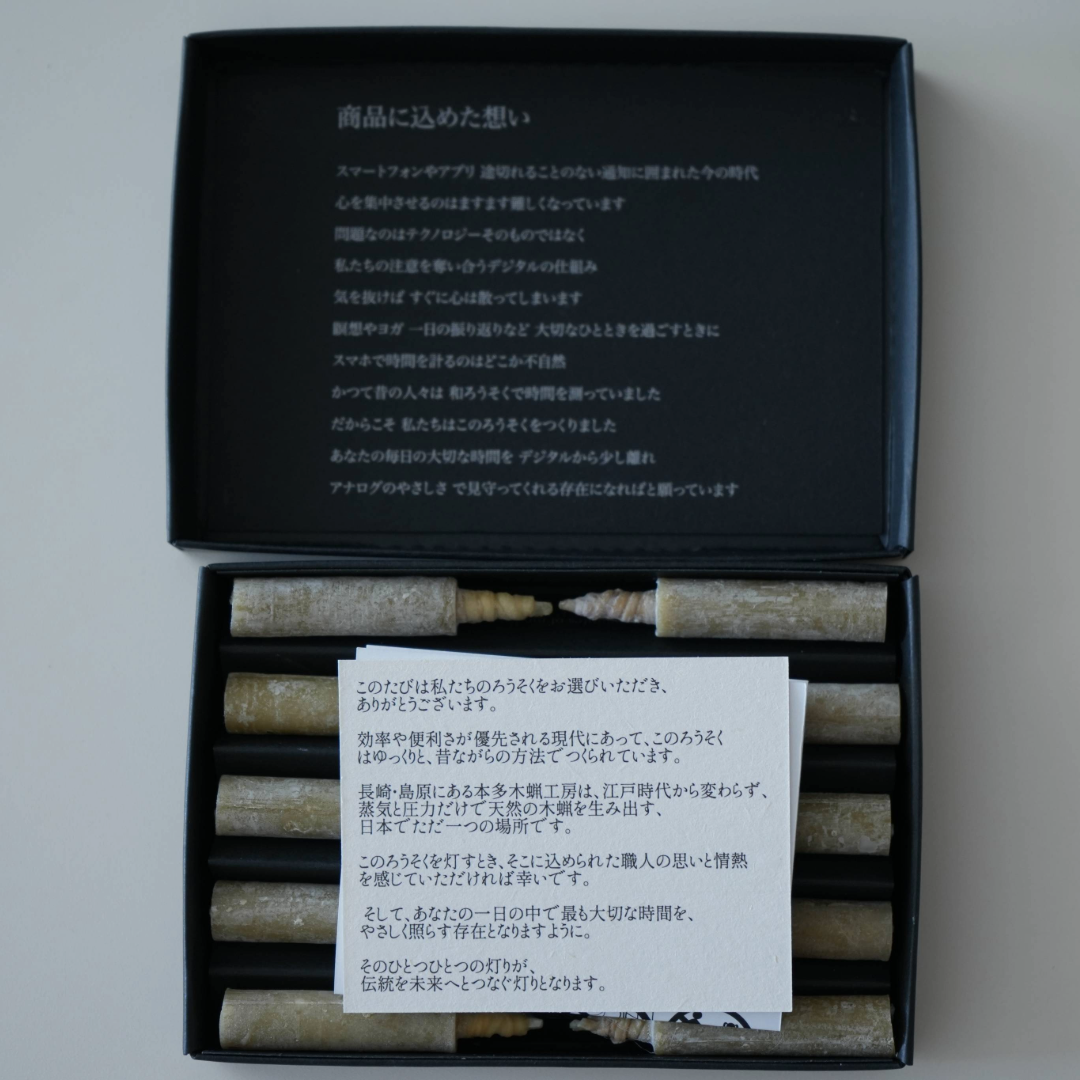 商品に込めた想い
スマートフォンやアプリ 途切れることのない通知に囲まれた今の時代
心を集中させるのはますます難しくなっています
問題なのはテクノロジーそのものではなく
私たちの注意を奪い合うデジタルの仕組み
気を抜けば すぐに心は散ってしまいます
瞑想やヨガ 一日の振り返りなど 大切なひとときを過ごすときに
スマホで時間を計るのはどこか不自然
かつて昔の人々は 和ろうそくで時間を測っていました
だからこそ 私たちはこのろうそくをつくりました
あなたの毎日の大切な時間を デジタルから少し離れ
アナログのやさしさ で見守ってくれる存在になればと願っています
このたびは私たちのろうそくをお選びいただき、
ありがとうございます。
効率や便利さが優先される現代にあって、このろうそく
はゆっくりと、昔ながらの方法でつくられています。
長崎・島原にある本多木蝋工房は、江戸時代から変わらず、
蒸気と圧力だけで天然の木蝋を生み出す、
日本でただ一つの場所です。
このろうそくを灯すとき、そこに込められた職人の思いと情熱
を感じていただければ幸いです。
そして、あなたの一日の中で最も大切な時間を、
やさしく照らす存在となりますように。
そのひとつひとつの灯りが、
伝統を未来へとつなぐ灯りとなります。